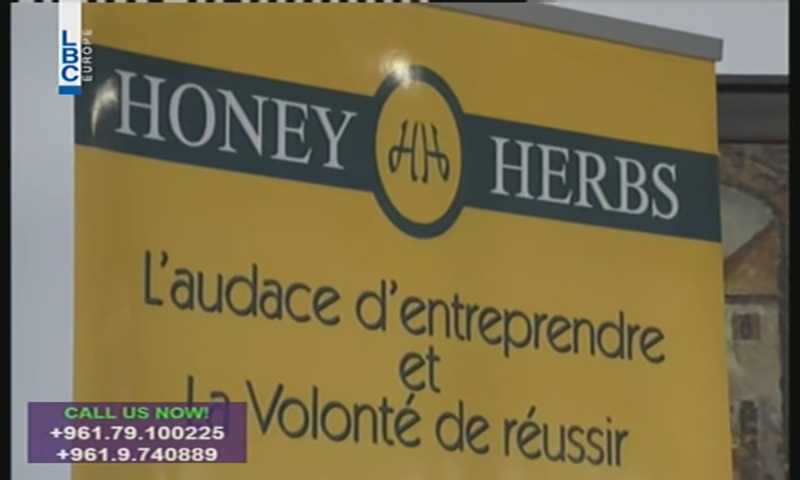 LBC EUROPE
HONEY HH HERBS
L'audace d'entreprendre
et
La Volonté de réussir
CALL US NOW!
+961.79.100225
+961.9.740889